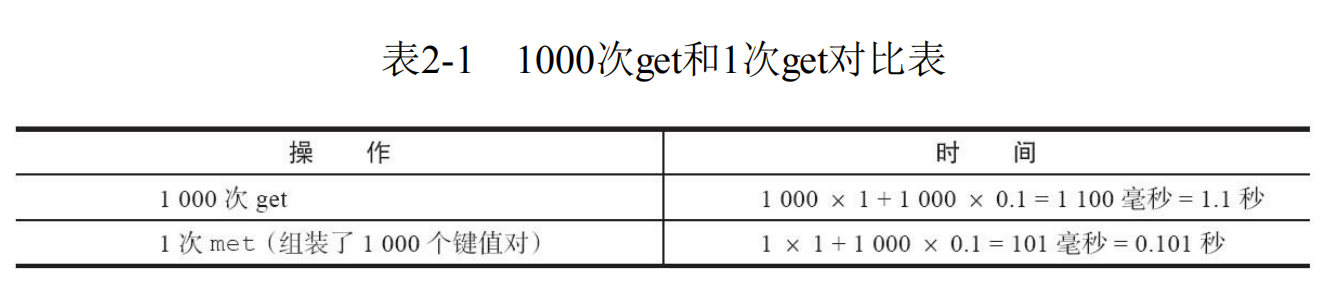 表2-1 1000次get和1次get对比表
操 作 时 间
1 000 次 get 1 000 × 1 + 1 000 × 0.1 = 1 100 毫秒 = 1.1 秒
1 次 met（组装了 1 000 个键值对） 1 × 1 + 1 000 × 0.1 = 101 毫秒 = 0.101 秒